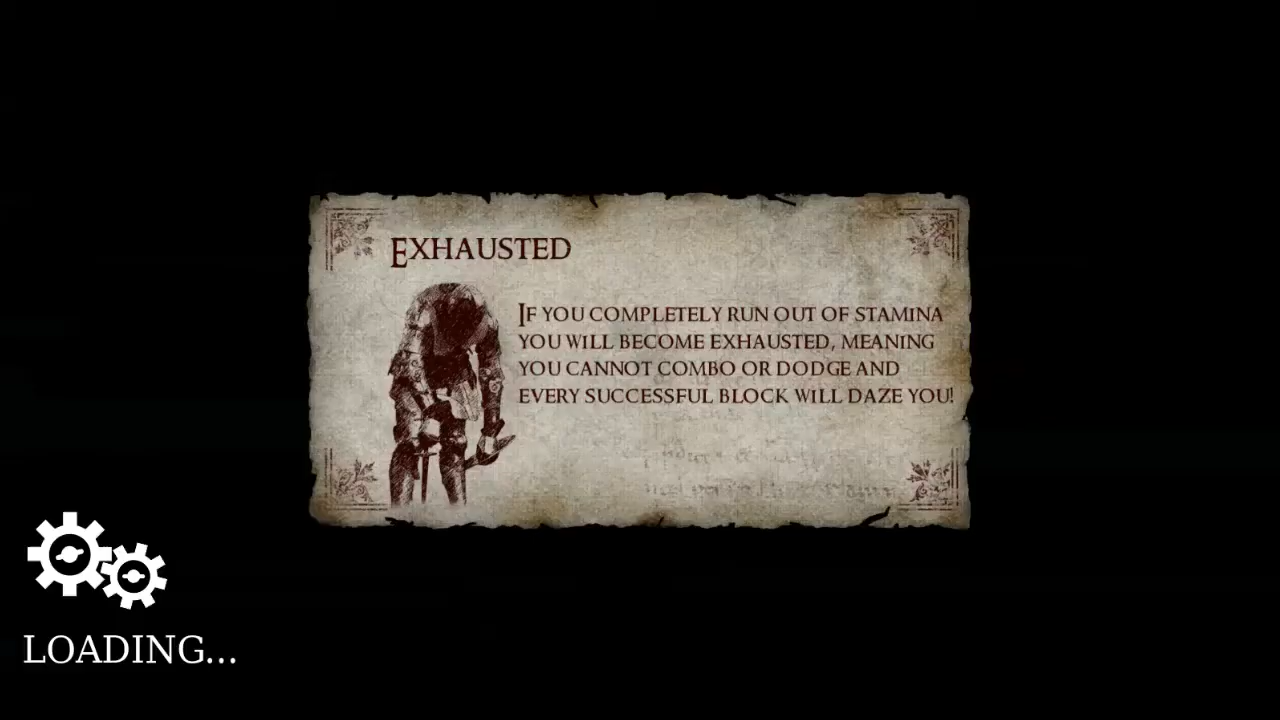 EXHAUSTED
IF YOU COMPLETELY RUN OUT OF STAMINA
YOU WILL BECOME EXHAUSTED, MEANING
YOU CANNOT COMBO OR DODGE AND
EVERY SUCCESSFUL BLOCK WILL DAZE YOU!
LOADING...